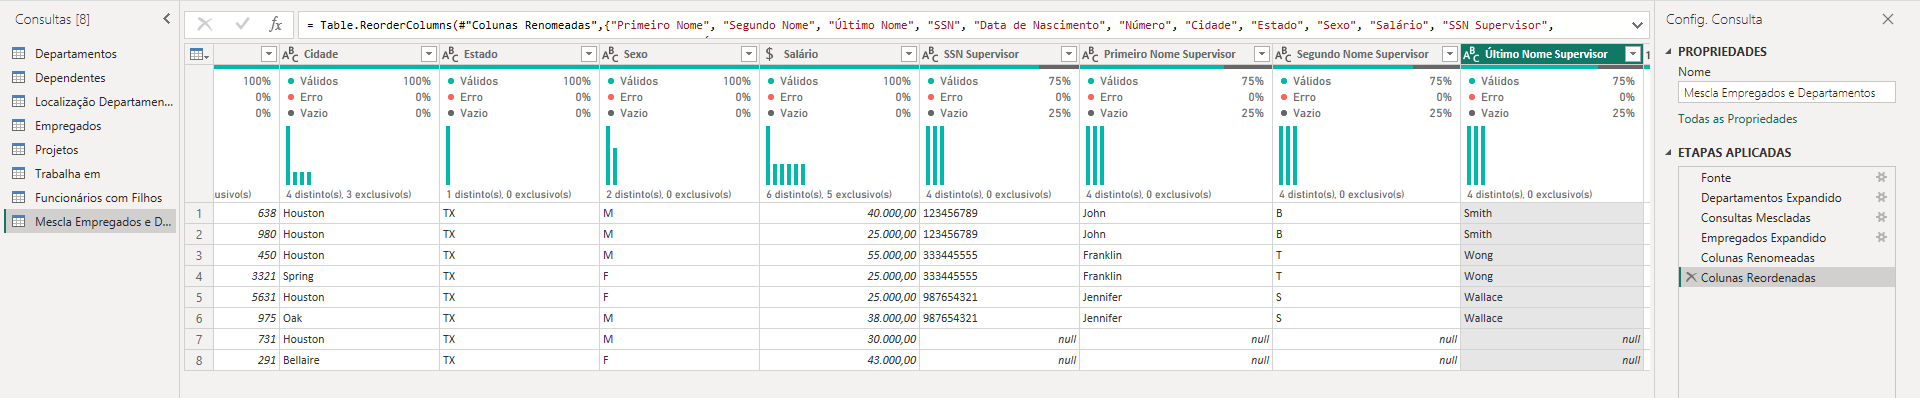 Consultas [8]
Departamentos
Dependentes
Localização Departamen...
Empregados
Projetos
Trabalha em
Funcionários com Filhos
Mescla Empregados e D...
fx = Table.ReorderColumns(#"Colunas Renomeadas",{"Primeiro Nome", "Segundo Nome", "Último Nome", "SSN", "Data de Nascimento", "Número", "Cidade", "Estado", "Sexo", "Salário", "SSN Supervisor",
ABC Cidade ABC Estado ABC Sexo $ Salário ABC SSN Supervisor ABC Primeiro Nome Supervisor ABC Segundo Nome Supervisor ABC Último Nome Supervisor 1
100% Válidos 100% Válidos 100% Válidos 100% Válidos 100% Válidos 75% Válidos 75% Válidos 75% Válidos 75%
0% Erro 0% Erro 0% Erro 0% Erro 0% Erro 0% Erro 0% Erro 0% Erro 0%
0% Vazio 0% Vazio 0% Vazio 0% Vazio 0% Vazio 25% Vazio 25% Vazio 25% Vazio 25%
usivo(s) 4 distinto(s), 3 exclusivo(s) 1 distinto(s), 0 exclusivo(s) 2 distinto(s), 0 exclusivo(s) 6 distinto(s), 5 exclusivo(s) 4 distinto(s), 0 exclusivo(s) 4 distinto(s), 0 exclusivo(s) 4 distinto(s), 0 exclusivo(s) 4 distinto(s), 0 exclusivo(s)
1 638 Houston TX M 40.000,00 123456789 John B Smith
2 980 Houston TX M 25.000,00 123456789 John B Smith
3 450 Houston TX M 55.000,00 333445555 Franklin T Wong
4 3321 Spring TX F 25.000,00 333445555 Franklin T Wong
5 5631 Houston TX F 25.000,00 987654321 Jennifer S Wallace
6 975 Oak TX M 38.000,00 987654321 Jennifer S Wallace
7 731 Houston TX M 30.000,00 null null null null
8 291 Bellaire TX F 43.000,00 null null null null
Config. Consulta
PROPRIEDADES
Nome
Mescla Empregados e Departamentos
Todas as Propriedades
ETAPAS APLICADAS
Fonte
Departamentos Expandido
Consultas Mescladas
Empregados Expandido
Colunas Renomeadas
Colunas Reordenadas